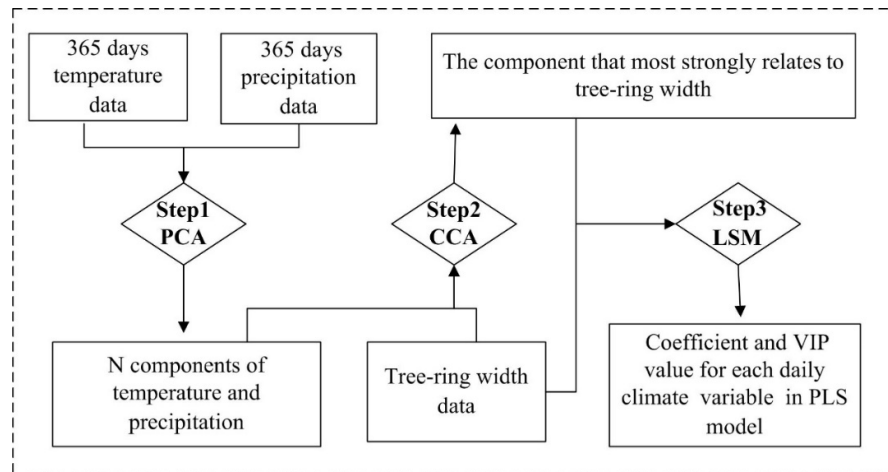 365 days
temperature
data
365 days
precipitation
data
The component that most strongly relates to
tree-ring width
Step1
PCA
Step2
CCA
Step3
LSM
N components of
temperature and
precipitation
Tree-ring width
data
Coefficient and VIP
value for each daily
climate variable in PLS
model